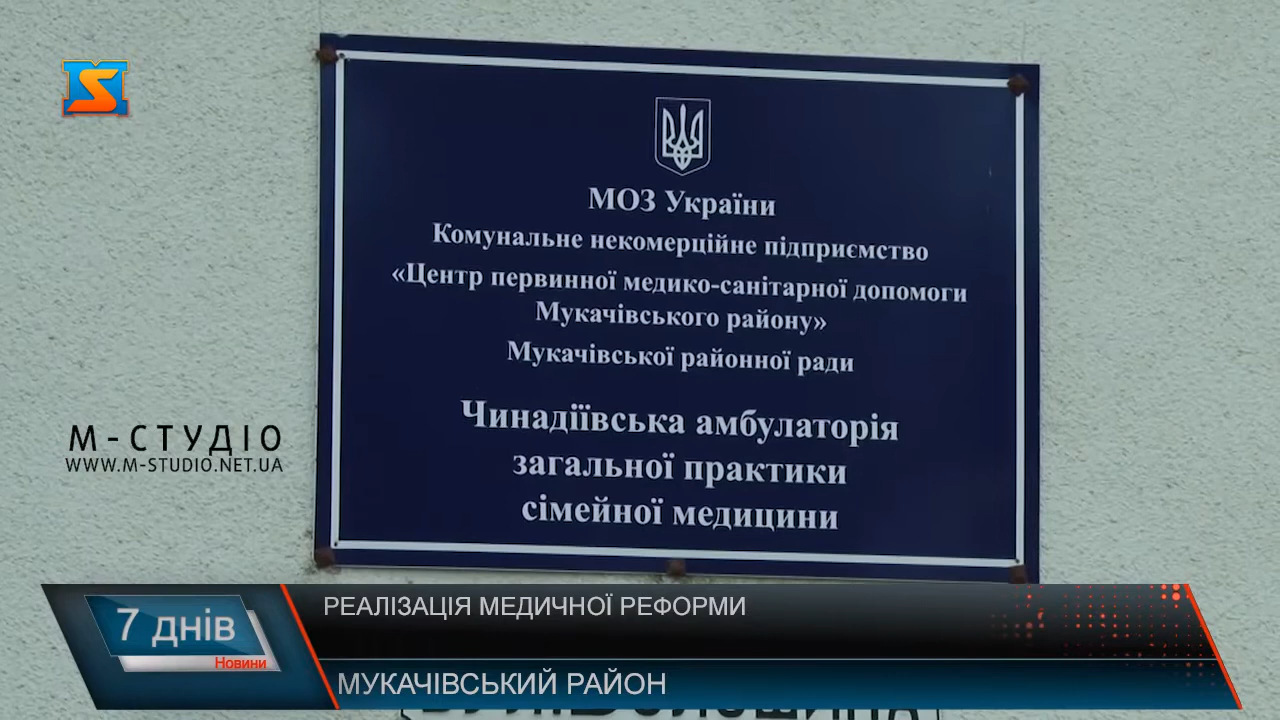 МОЗ України
Комунальне некомерційне підприємство
«Центр первинної медико-санітарної допомоги
Мукачівського району»
Мукачівської районної ради
Чинадіївська амбулаторія
загальної практики
сімейної медицини
М-СТУДІО
WWW.M-STUDIO.NET.UA
7 днів
Новини
РЕАЛІЗАЦІЯ МЕДИЧНОЇ РЕФОРМИ
МУКАЧІВСЬКИЙ РАЙОН